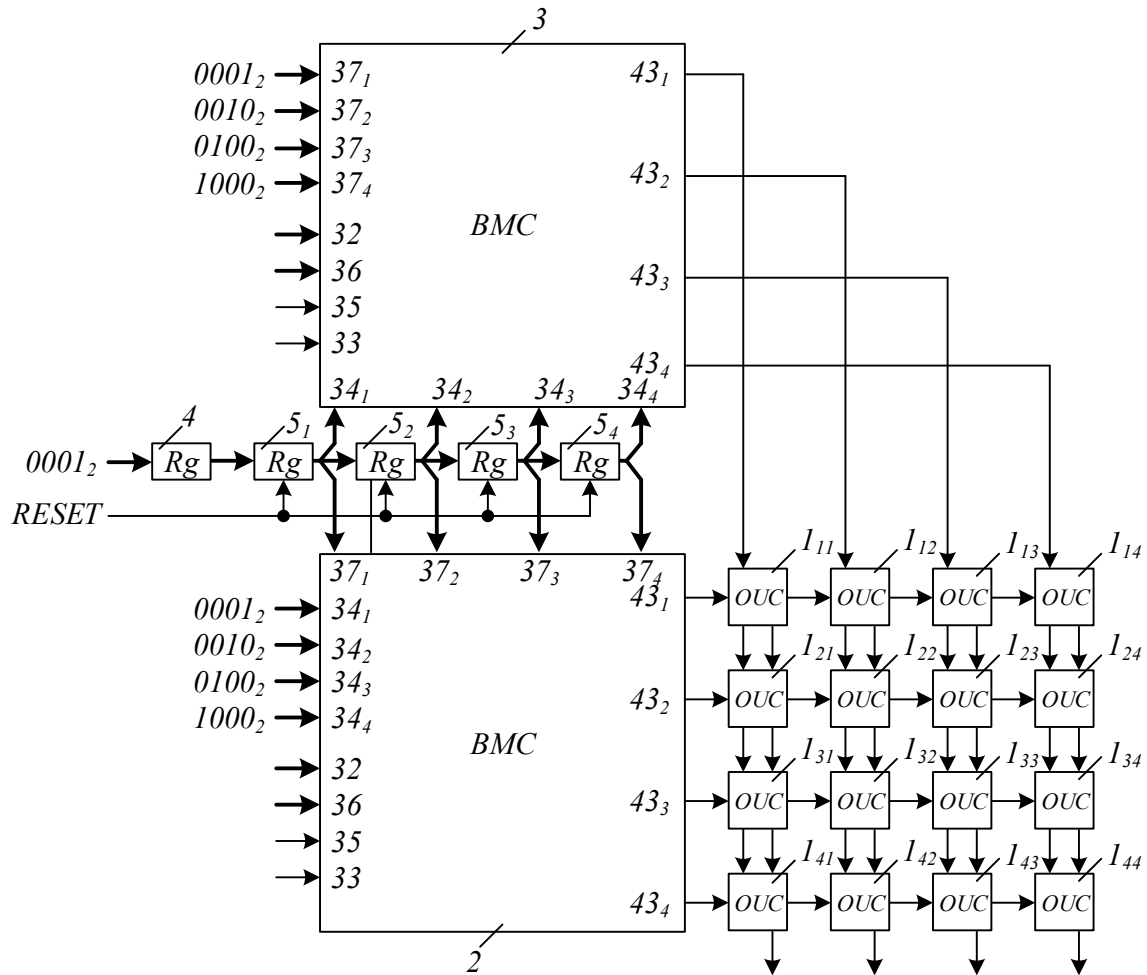 3
0001₂ 37₁ 43₁
0010₂ 37₂
0100₂ 37₃
1000₂ 37₄ 43₂
BMC
32
36 43₃
35
33
43₄
34₁ 34₂ 34₃ 34₄
4 5₁ 5₂ 5₃ 5₄
0001₂ Rg Rg Rg Rg Rg
RESET
37₁ 37₂ 37₃ 37₄ 1₁₁ 1₁₂ 1₁₃ 1₁₄
0001₂ 34₁ 43₁ OUC OUC OUC OUC
0010₂ 34₂
0100₂ 34₃ 1₂₁ 1₂₂ 1₂₃ 1₂₄
1000₂ 34₄ 43₂ OUC OUC OUC OUC
BMC
32 1₃₁ 1₃₂ 1₃₃ 1₃₄
36 43₃ OUC OUC OUC OUC
35
33 1₄₁ 1₄₂ 1₄₃ 1₄₄
43₄ OUC OUC OUC OUC
2